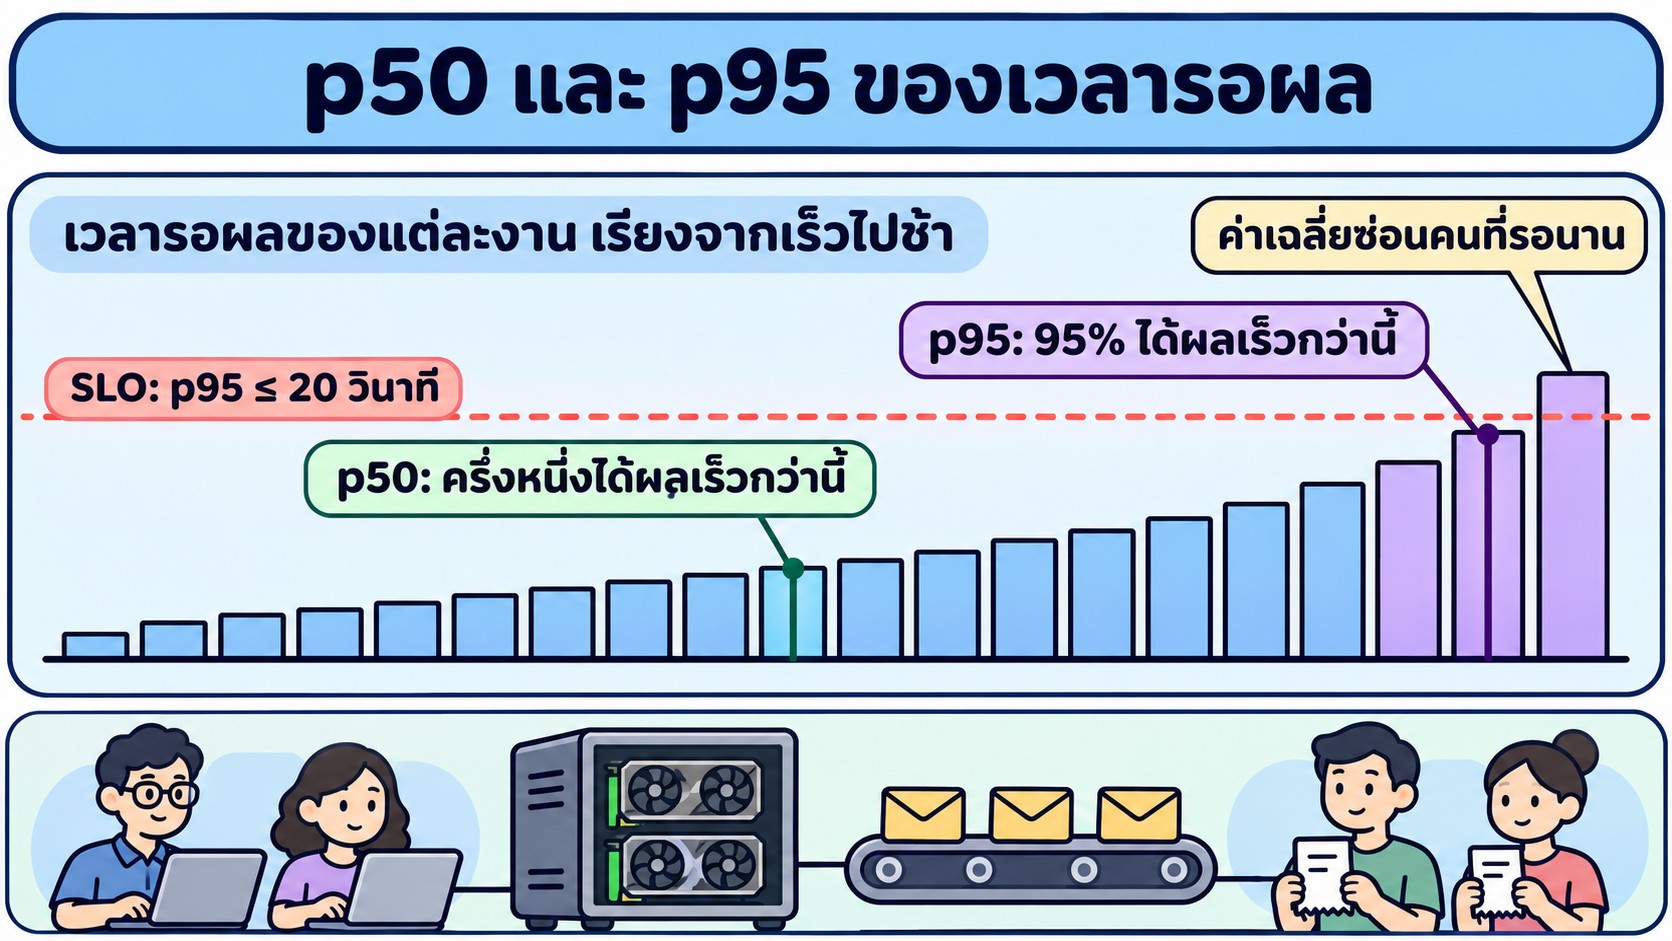 p50 และ p95 ของเวลารอผล
เวลารอผลของแต่ละงาน เรียงจากเร็วไปช้า
ค่าเฉลี่ยซ่อนคนที่รอนาน
p95: 95% ได้ผลเร็วกว่านี้
SLO: p95 ≤ 20 วินาที
p50: ครึ่งหนึ่งได้ผลเร็วกว่านี้